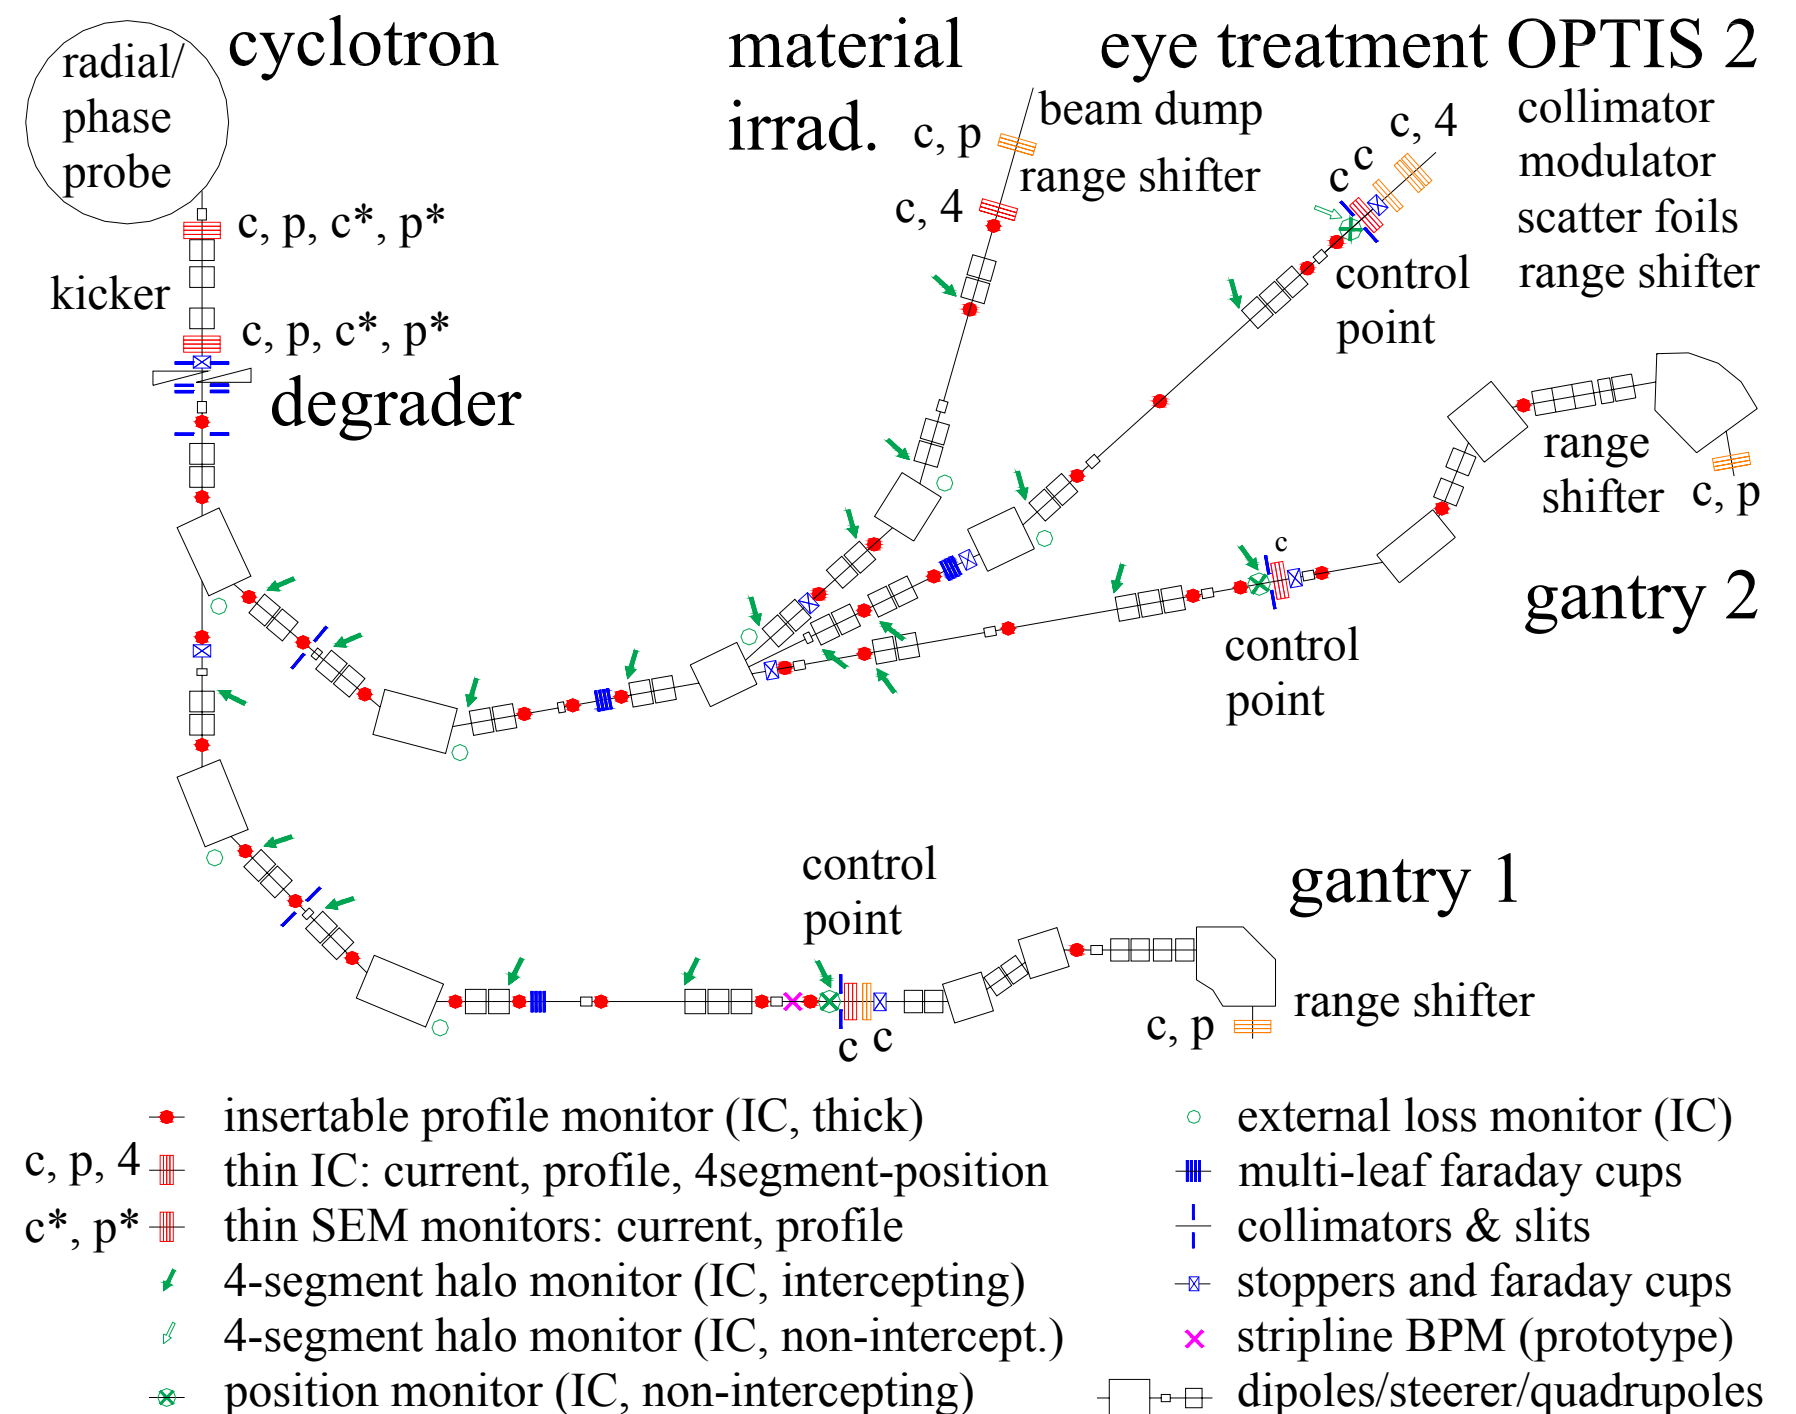 radial/
phase
probe
cyclotron
c, p, c*, p*
kicker
c, p, c*, p*
degrader
material
irrad.
c, p
beam dump
range shifter
c, 4
eye treatment OPTIS 2
c, 4
c
c
collimator
modulator
scatter foils
range shifter
control
point
range
shifter
c, p
gantry 2
c
control
point
control
point
gantry 1
c
c
c, p
range shifter
insertable profile monitor (IC, thick)
c, p, 4
thin IC: current, profile, 4segment-position
c*, p*
thin SEM monitors: current, profile
4-segment halo monitor (IC, intercepting)
4-segment halo monitor (IC, non-intercept.)
position monitor (IC, non-intercepting)
external loss monitor (IC)
multi-leaf faraday cups
collimators & slits
stoppers and faraday cups
stripline BPM (prototype)
dipoles/steerer/quadrupoles